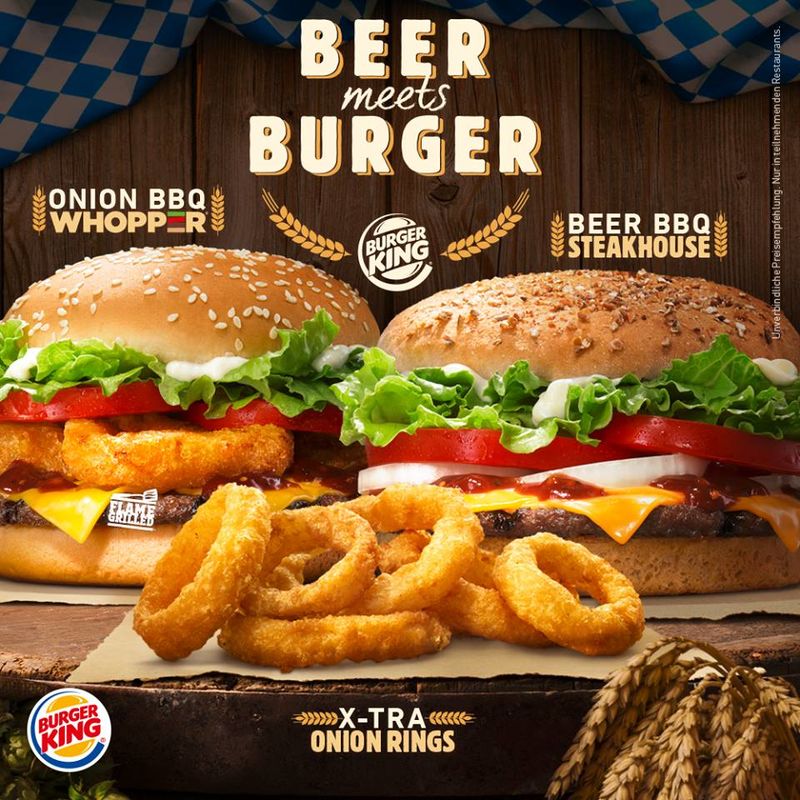 BEER
meets
BURGER
ONION BBQ
WHOPPER
BURGER
KING
BEER BBQ
STEAKHOUSE
Unverbindliche Preisempfehlung. Nur in teilnehmenden Restaurants.
FLAME
GRILLED
X-TRA
ONION RINGS
BURGER
KING